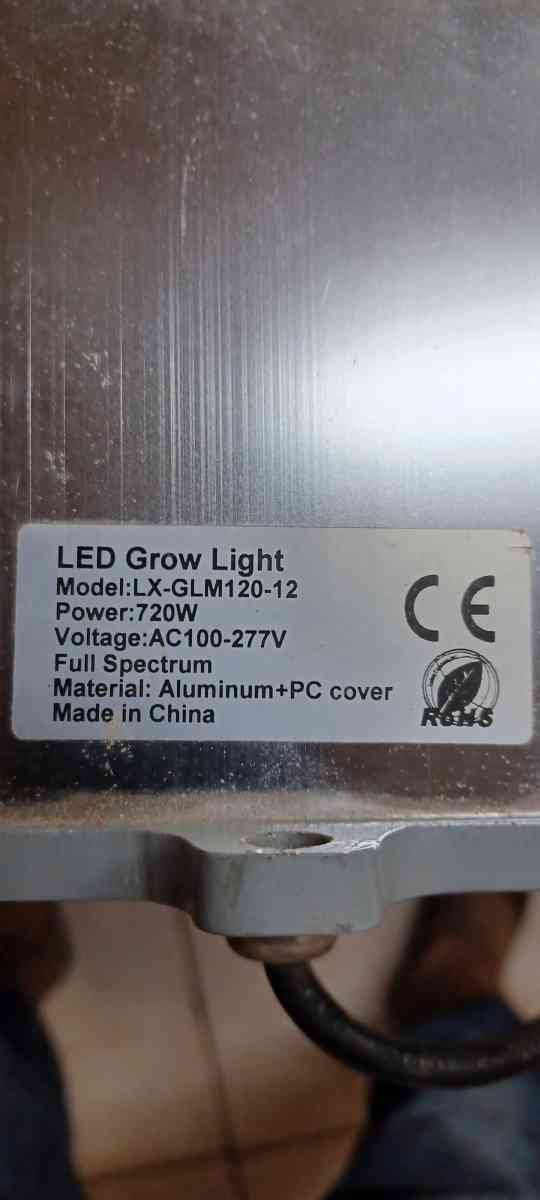 LED Grow Light
Model:LX-GLM120-12
Power:720W
Voltage:AC100-277V
Full Spectrum
Material: Aluminum+PC cover
Made in China
CE
RoHS